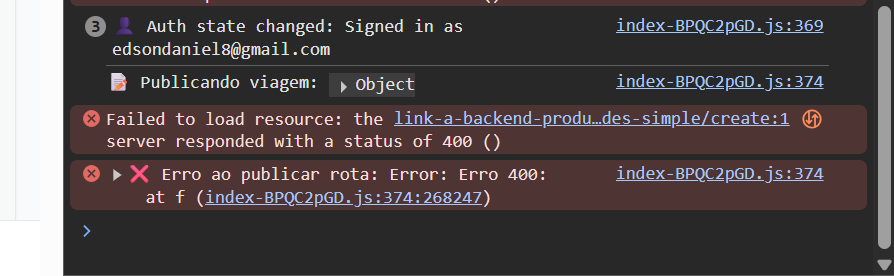 3 Auth state changed: Signed in as index-BPQC2pGD.js:369
edsondaniel8@gmail.com
Publicando viagem: ▶ Object index-BPQC2pGD.js:374
Failed to load resource: the link-a-backend-produ…des-simple/create:1
server responded with a status of 400 ()
▶ ❌ Erro ao publicar rota: Error: Erro 400: index-BPQC2pGD.js:374
at f (index-BPQC2pGD.js:374:268247)